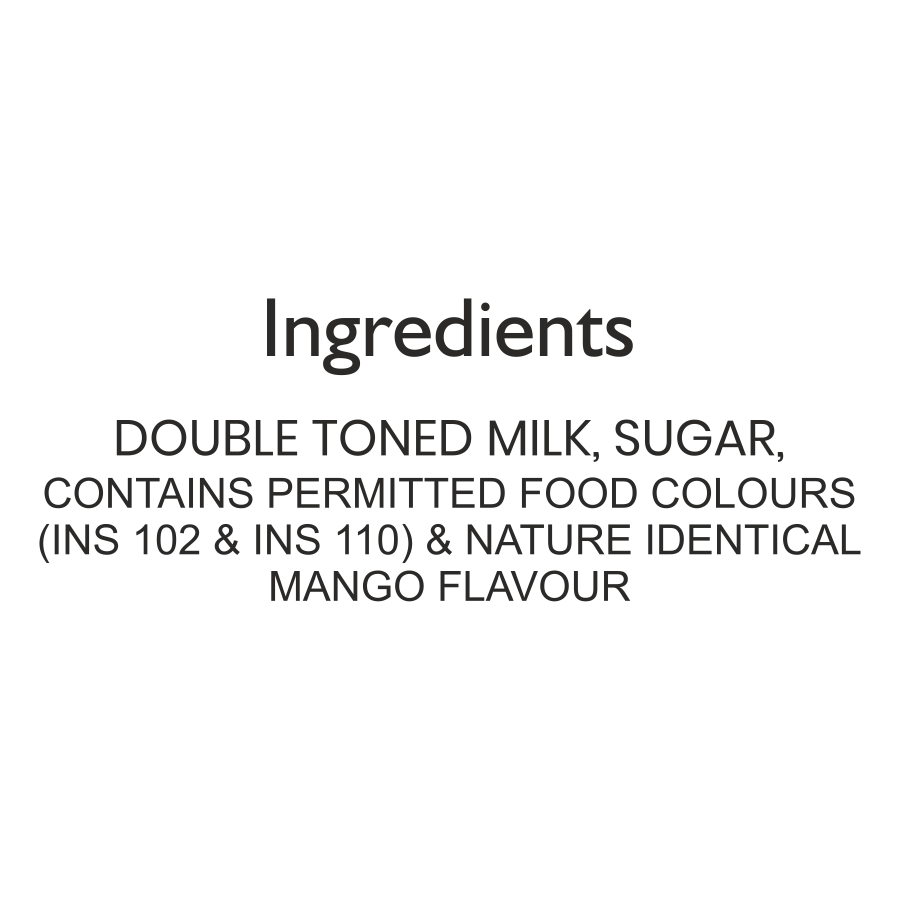 Ingredients
DOUBLE TONED MILK, SUGAR,
CONTAINS PERMITTED FOOD COLOURS
(INS 102 & INS 110) & NATURE IDENTICAL
MANGO FLAVOUR